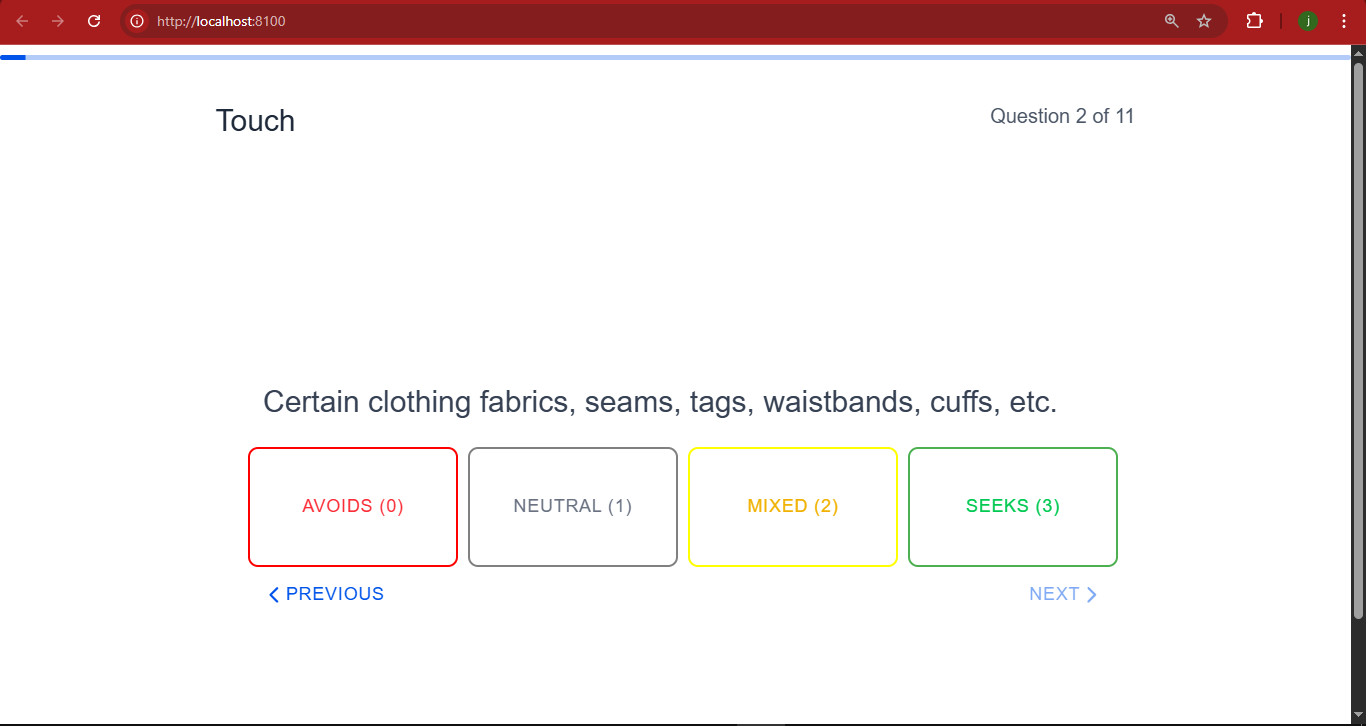 http://localhost:8100
j
Touch
Question 2 of 11
Certain clothing fabrics, seams, tags, waistbands, cuffs, etc.
AVOIDS (0)
NEUTRAL (1)
MIXED (2)
SEEKS (3)
PREVIOUS
NEXT